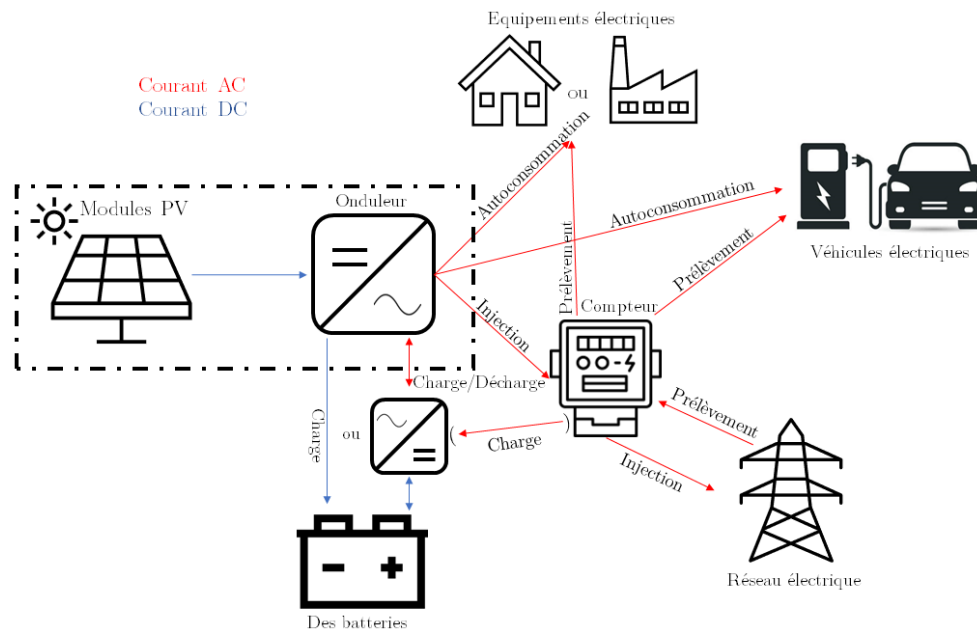 Equipements électriques
ou
Courant AC
Courant DC
Autoconsommation
Modules PV
Onduleur
Autoconsommation
Prélèvement
Prélèvement
Véhicules électriques
Injection
Compteur
Charge/Décharge
Charge
ou
(
)
Charge
Prélèvement
Injection
Réseau électrique
Des batteries